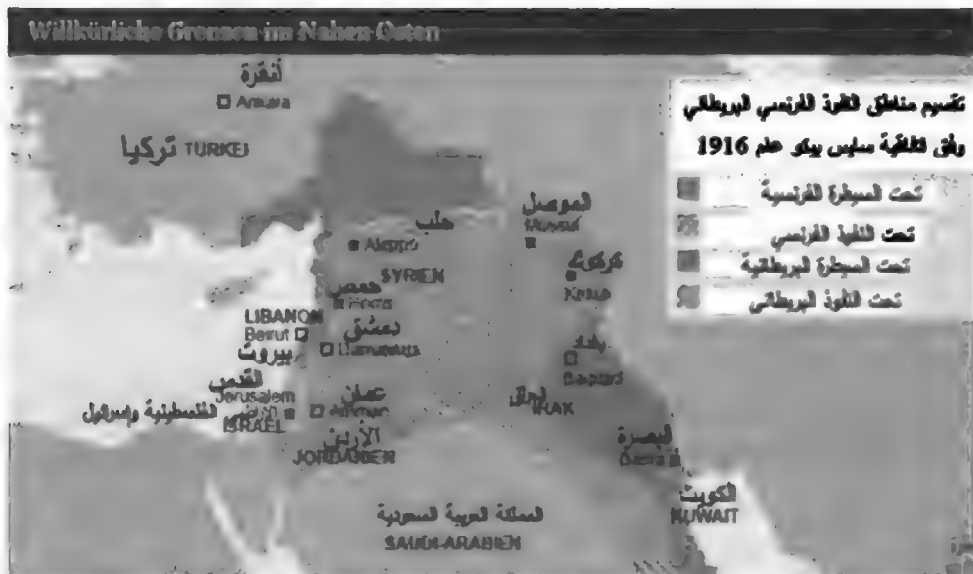 Willkürliche Grenzen im Nahen Osten
تقسيم مناطق النفوذ الفرنسي البريطاني
وفق اتفاقية سايس بيكو عام 1916
تحت السيطرة الفرنسية
تحت النفوذ الفرنسي
تحت السيطرة البريطانية
تحت النفوذ البريطاني
أنقرة
Ankara
تركيا TÜRKEI
حلب
Aleppo
الموصل
Mossul
كركوك
Kirkuk
SYRIEN
حمص
Homs
LIBANON
Beirut
بيروت
دمشق
Damaskus
بغداد
Bagdad
القدس
Jerusalem
الفلسطينية وإسرائيل
ISRAEL
عمان
Amman
العراق
IRAK
الأردن
JORDANIEN
البصرة
Basra
الكويت
KUWAIT
المملكة العربية السعودية
SAUDI-ARABIEN